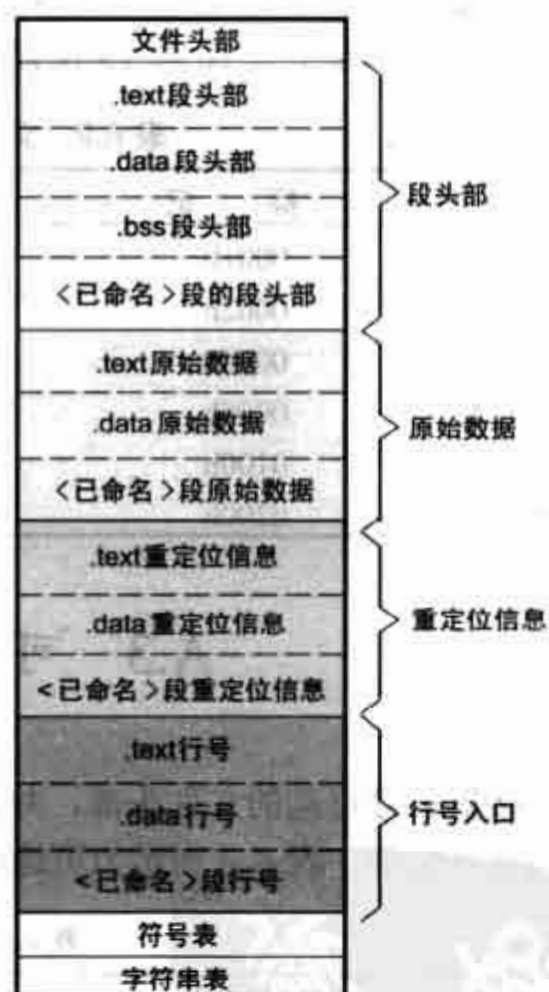 文件头部
.text段头部
.data段头部
.bss段头部
<已命名>段的段头部
段头部
.text原始数据
.data原始数据
<已命名>段原始数据
原始数据
.text重定位信息
.data重定位信息
<已命名>段重定位信息
重定位信息
.text行号
.data行号
<已命名>段行号
行号入口
符号表
字符串表